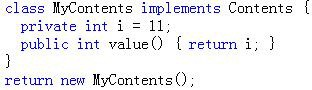 class MyContents implements Contents {
  private int i = 11;
  public int value() { return i; }
}
return new MyContents();